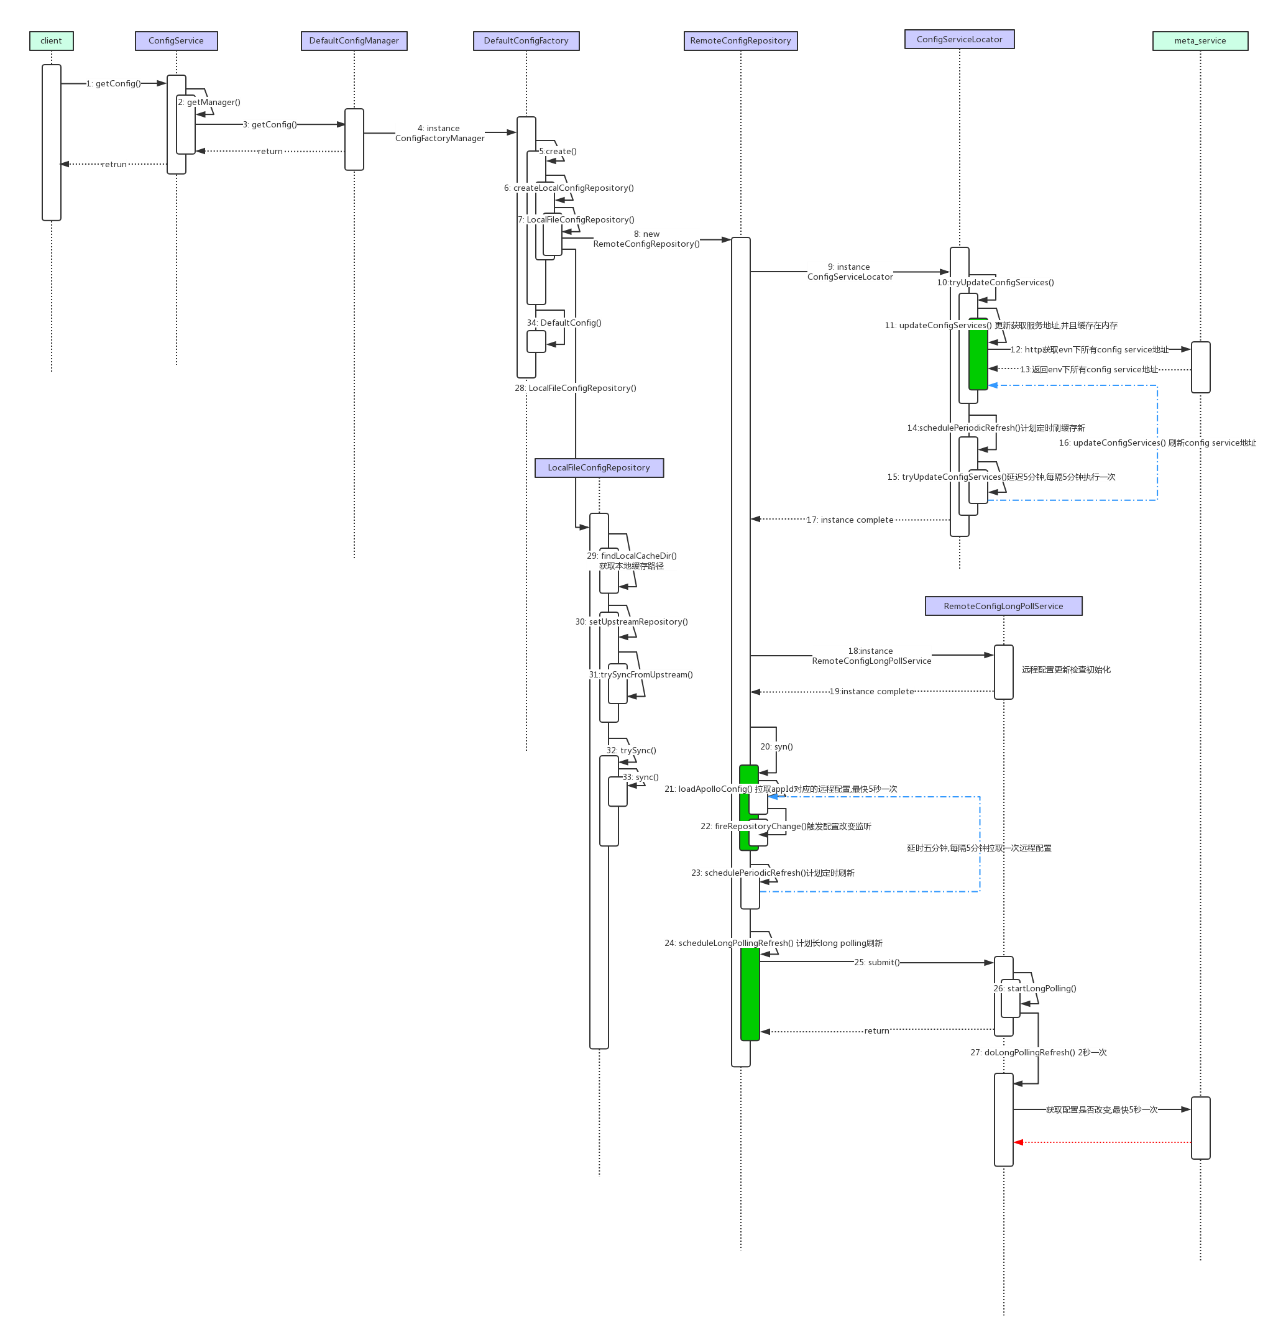 client
ConfigService
DefaultConfigManager
DefaultConfigFactory
RemoteConfigRepository
ConfigServiceLocator
meta_service
1: getConfig()
2: getManager()
3: getConfig()
4: instance
ConfigFactoryManager
return
retrun
5.create()
6: createLocalConfigRepository()
7: LocalFileConfigRepository()
8: new
RemoteConfigRepository()
9: instance
ConfigServiceLocator
10:tryUpdateConfigServices()
11: updateConfigServices() 更新获取服务地址,并且缓存在内存
12: http获取evn下所有config service地址
13:返回env下所有config service地址
34: DefaultConfig()
28: LocalFileConfigRepository()
14:schedulePeriodicRefresh()计划定时刷缓存新
16: updateConfigServices() 刷新config service地址
LocalFileConfigRepository
15: tryUpdateConfigServices()延迟5分钟,每隔5分钟执行一次
17: instance complete
29: findLocalCacheDir()
获取本地缓存路径
RemoteConfigLongPollService
30: setUpstreamRepository()
18:instance
RemoteConfigLongPollService
远程配置更新检查初始化
31:trySyncFromUpstream()
19:instance complete
32: trySync()
20: syn()
33: sync()
21: loadApolloConfig() 拉取appId对应的远程配置,最快5秒一次
22: fireRepositoryChange()触发配置改变监听
延时五分钟,每隔5分钟拉取一次远程配置
23: schedulePeriodicRefresh()计划定时刷新
24: scheduleLongPollingRefresh() 计划长long polling刷新
25: submit()
26: startLongPolling()
return
27: doLongPollingRefresh() 2秒一次
获取配置是否改变,最快5秒一次